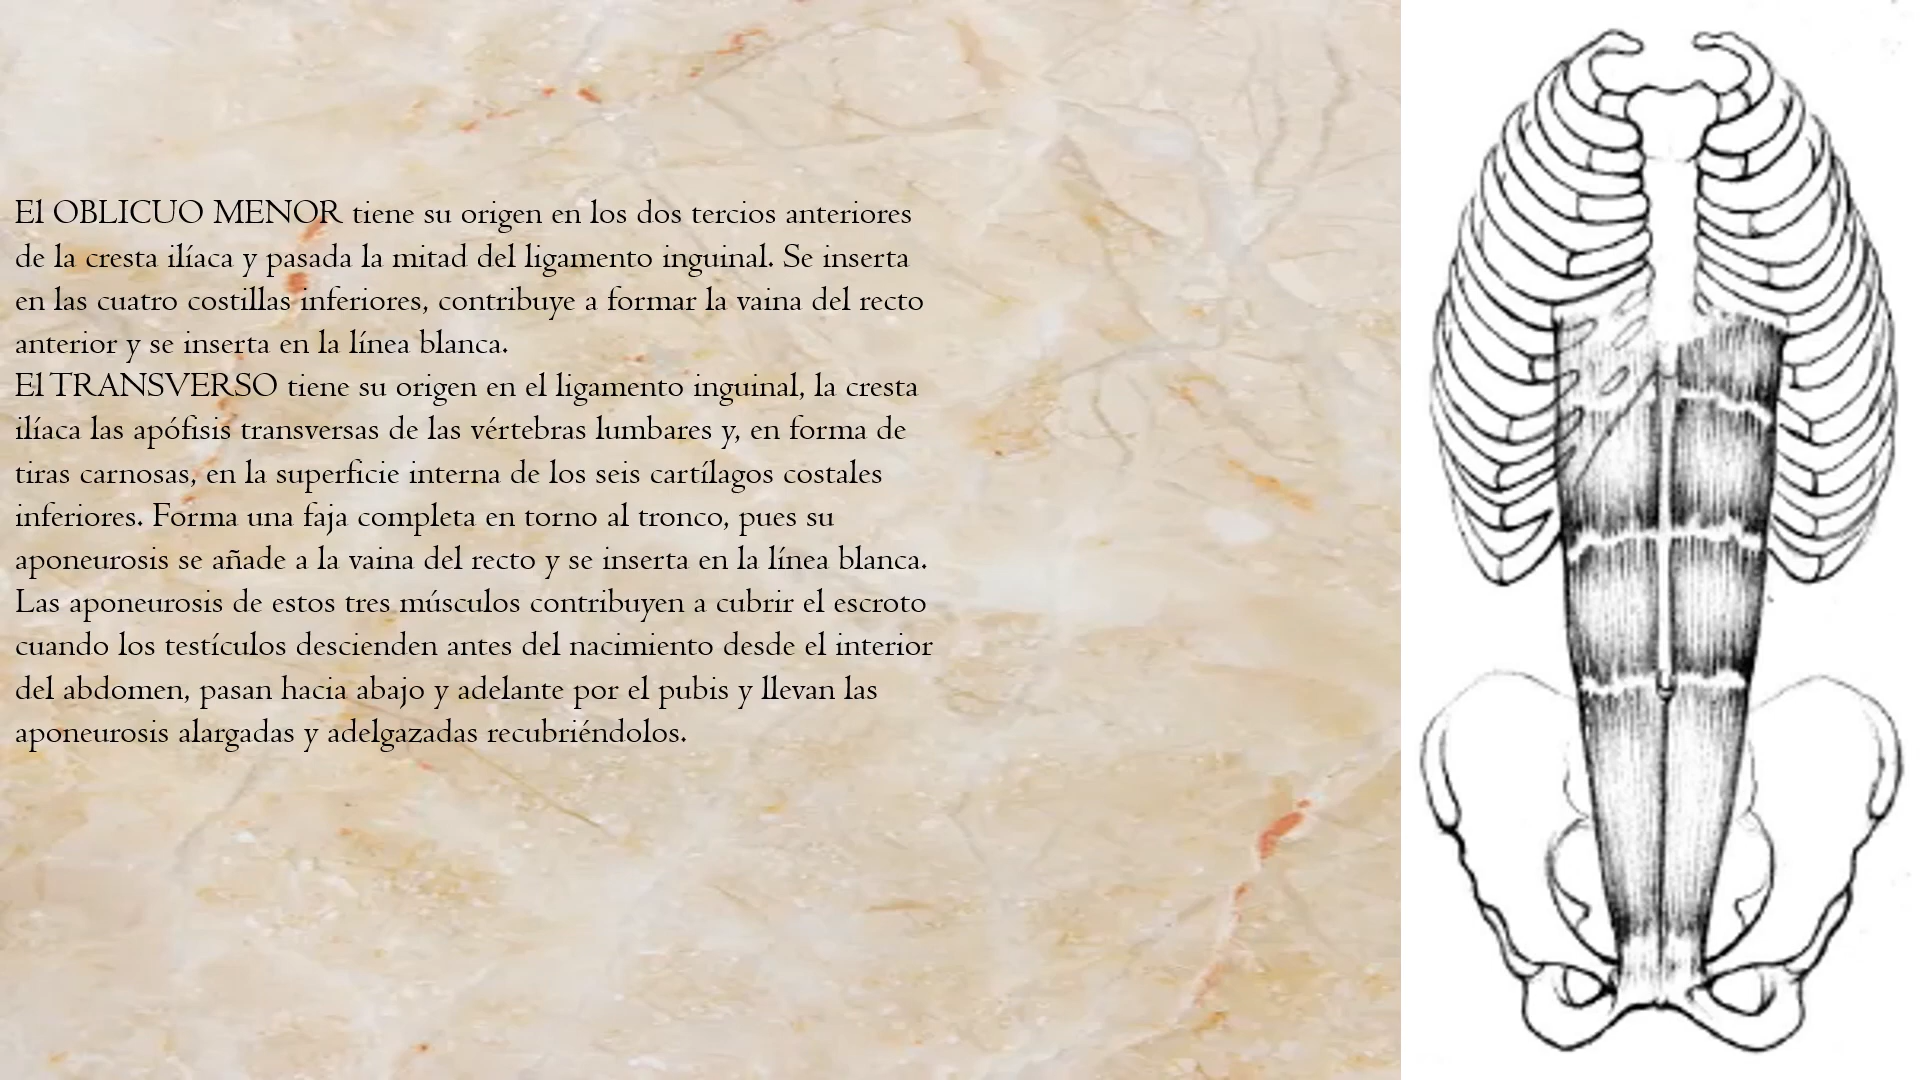 El OBLICUO MENOR tiene su origen en los dos tercios anteriores
de la cresta ilíaca y pasada la mitad del ligamento inguinal. Se inserta
en las cuatro costillas inferiores, contribuye a formar la vaina del recto
anterior y se inserta en la línea blanca.
El TRANSVERSO tiene su origen en el ligamento inguinal, la cresta
ilíaca las apófisis transversas de las vértebras lumbares y, en forma de
tiras carnosas, en la superficie interna de los seis cartílagos costales
inferiores. Forma una faja completa en torno al tronco, pues su
aponeurosis se añade a la vaina del recto y se inserta en la línea blanca.
Las aponeurosis de estos tres músculos contribuyen a cubrir el escroto
cuando los testículos descienden antes del nacimiento desde el interior
del abdomen, pasan hacia abajo y adelante por el pubis y llevan las
aponeurosis alargadas y adelgazadas recubriéndolos.